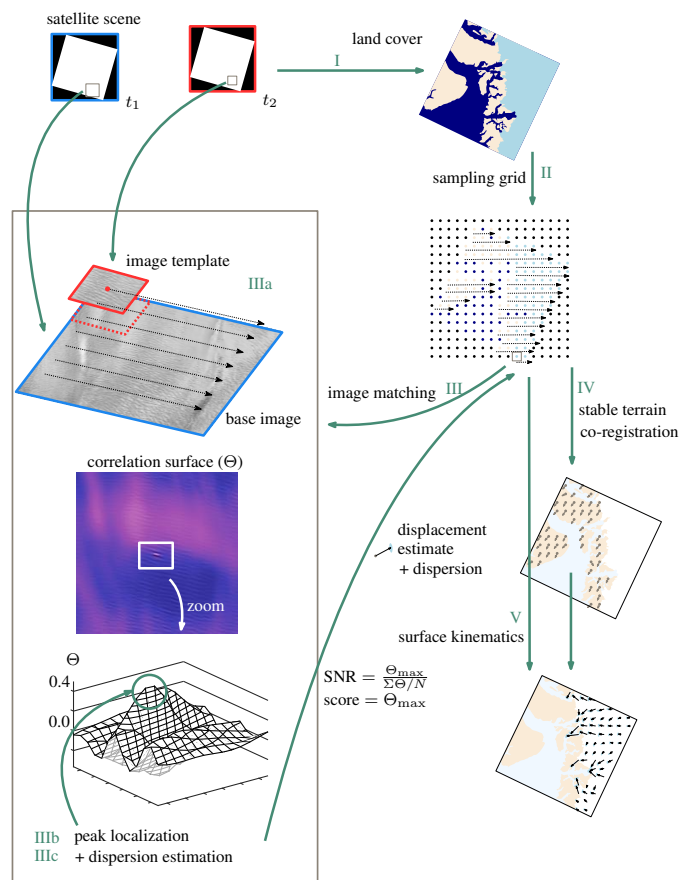 satellite scene
t1
t2
I
land cover
sampling grid
II
image template
IIIa
base image
image matching
III
IV
stable terrain
co-registration
correlation surface (Θ)
zoom
displacement
estimate
+ dispersion
V
surface kinematics
Θ
0.4
0.0
SNR = Θmax / ΣΘ/N
score = Θmax
IIIb peak localization
IIIc + dispersion estimation